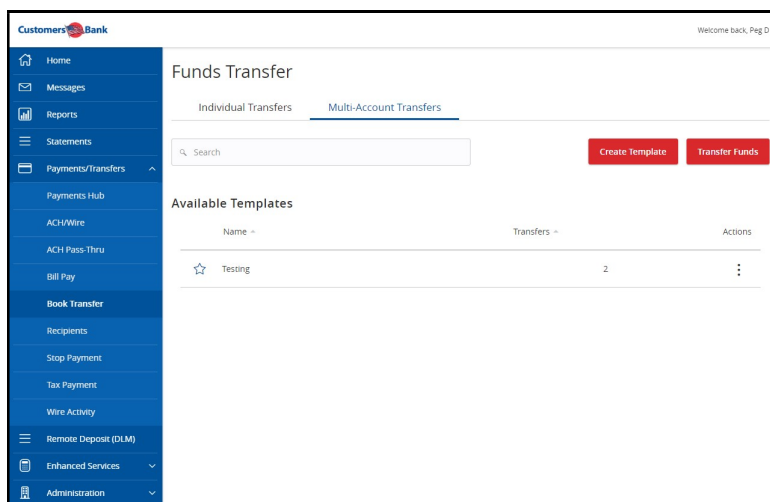 Customers Bank
Welcome back, Peg D
Home
Messages
Reports
Statements
Payments/Transfers
Payments Hub
ACH/Wire
ACH Pass-Thru
Bill Pay
Book Transfer
Recipients
Stop Payment
Tax Payment
Wire Activity
Remote Deposit (DLM)
Enhanced Services
Administration
Funds Transfer
Individual Transfers Multi-Account Transfers
Search
Create Template Transfer Funds
Available Templates
Name Transfers Actions
Testing 2